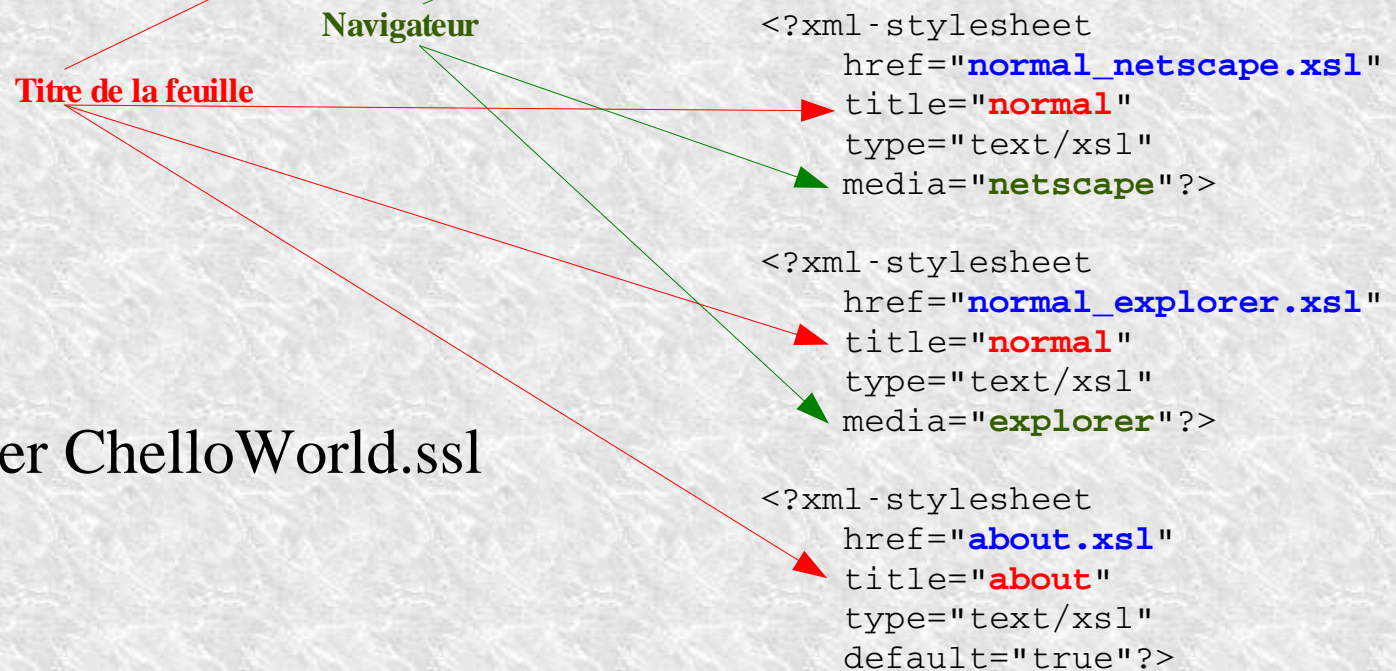 Navigateur
Titre de la feuille
<?xml-stylesheet
href="normal_netscape.xsl"
title="normal"
type="text/xsl"
media="netscape"?>
<?xml-stylesheet
href="normal_explorer.xsl"
title="normal"
type="text/xsl"
media="explorer"?>
er ChelloWorld.ssl
<?xml-stylesheet
href="about.xsl"
title="about"
type="text/xsl"
default="true"?>